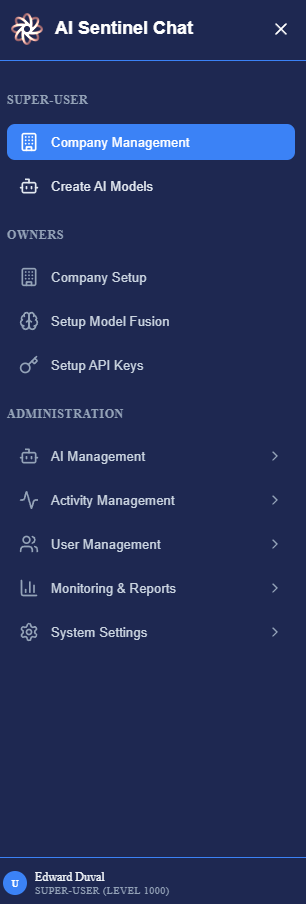 AI Sentinel Chat
SUPER-USER
Company Management
Create AI Models
OWNERS
Company Setup
Setup Model Fusion
Setup API Keys
ADMINISTRATION
AI Management
Activity Management
User Management
Monitoring & Reports
System Settings
U
Edward Duval
SUPER-USER (LEVEL 1000)